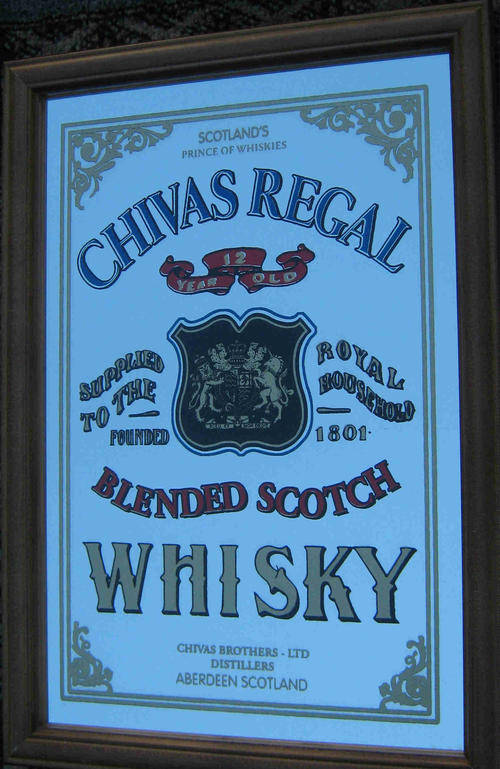 SCOTLAND'S
PRINCE OF WHISKIES
CHIVAS REGAL
12
YEAR OLD
SUPPLIED ROYAL
TO THE HOUSEHOLD
FOUNDED 1801.
BLENDED SCOTCH
WHISKY
CHIVAS BROTHERS - LTD
DISTILLERS
ABERDEEN SCOTLAND